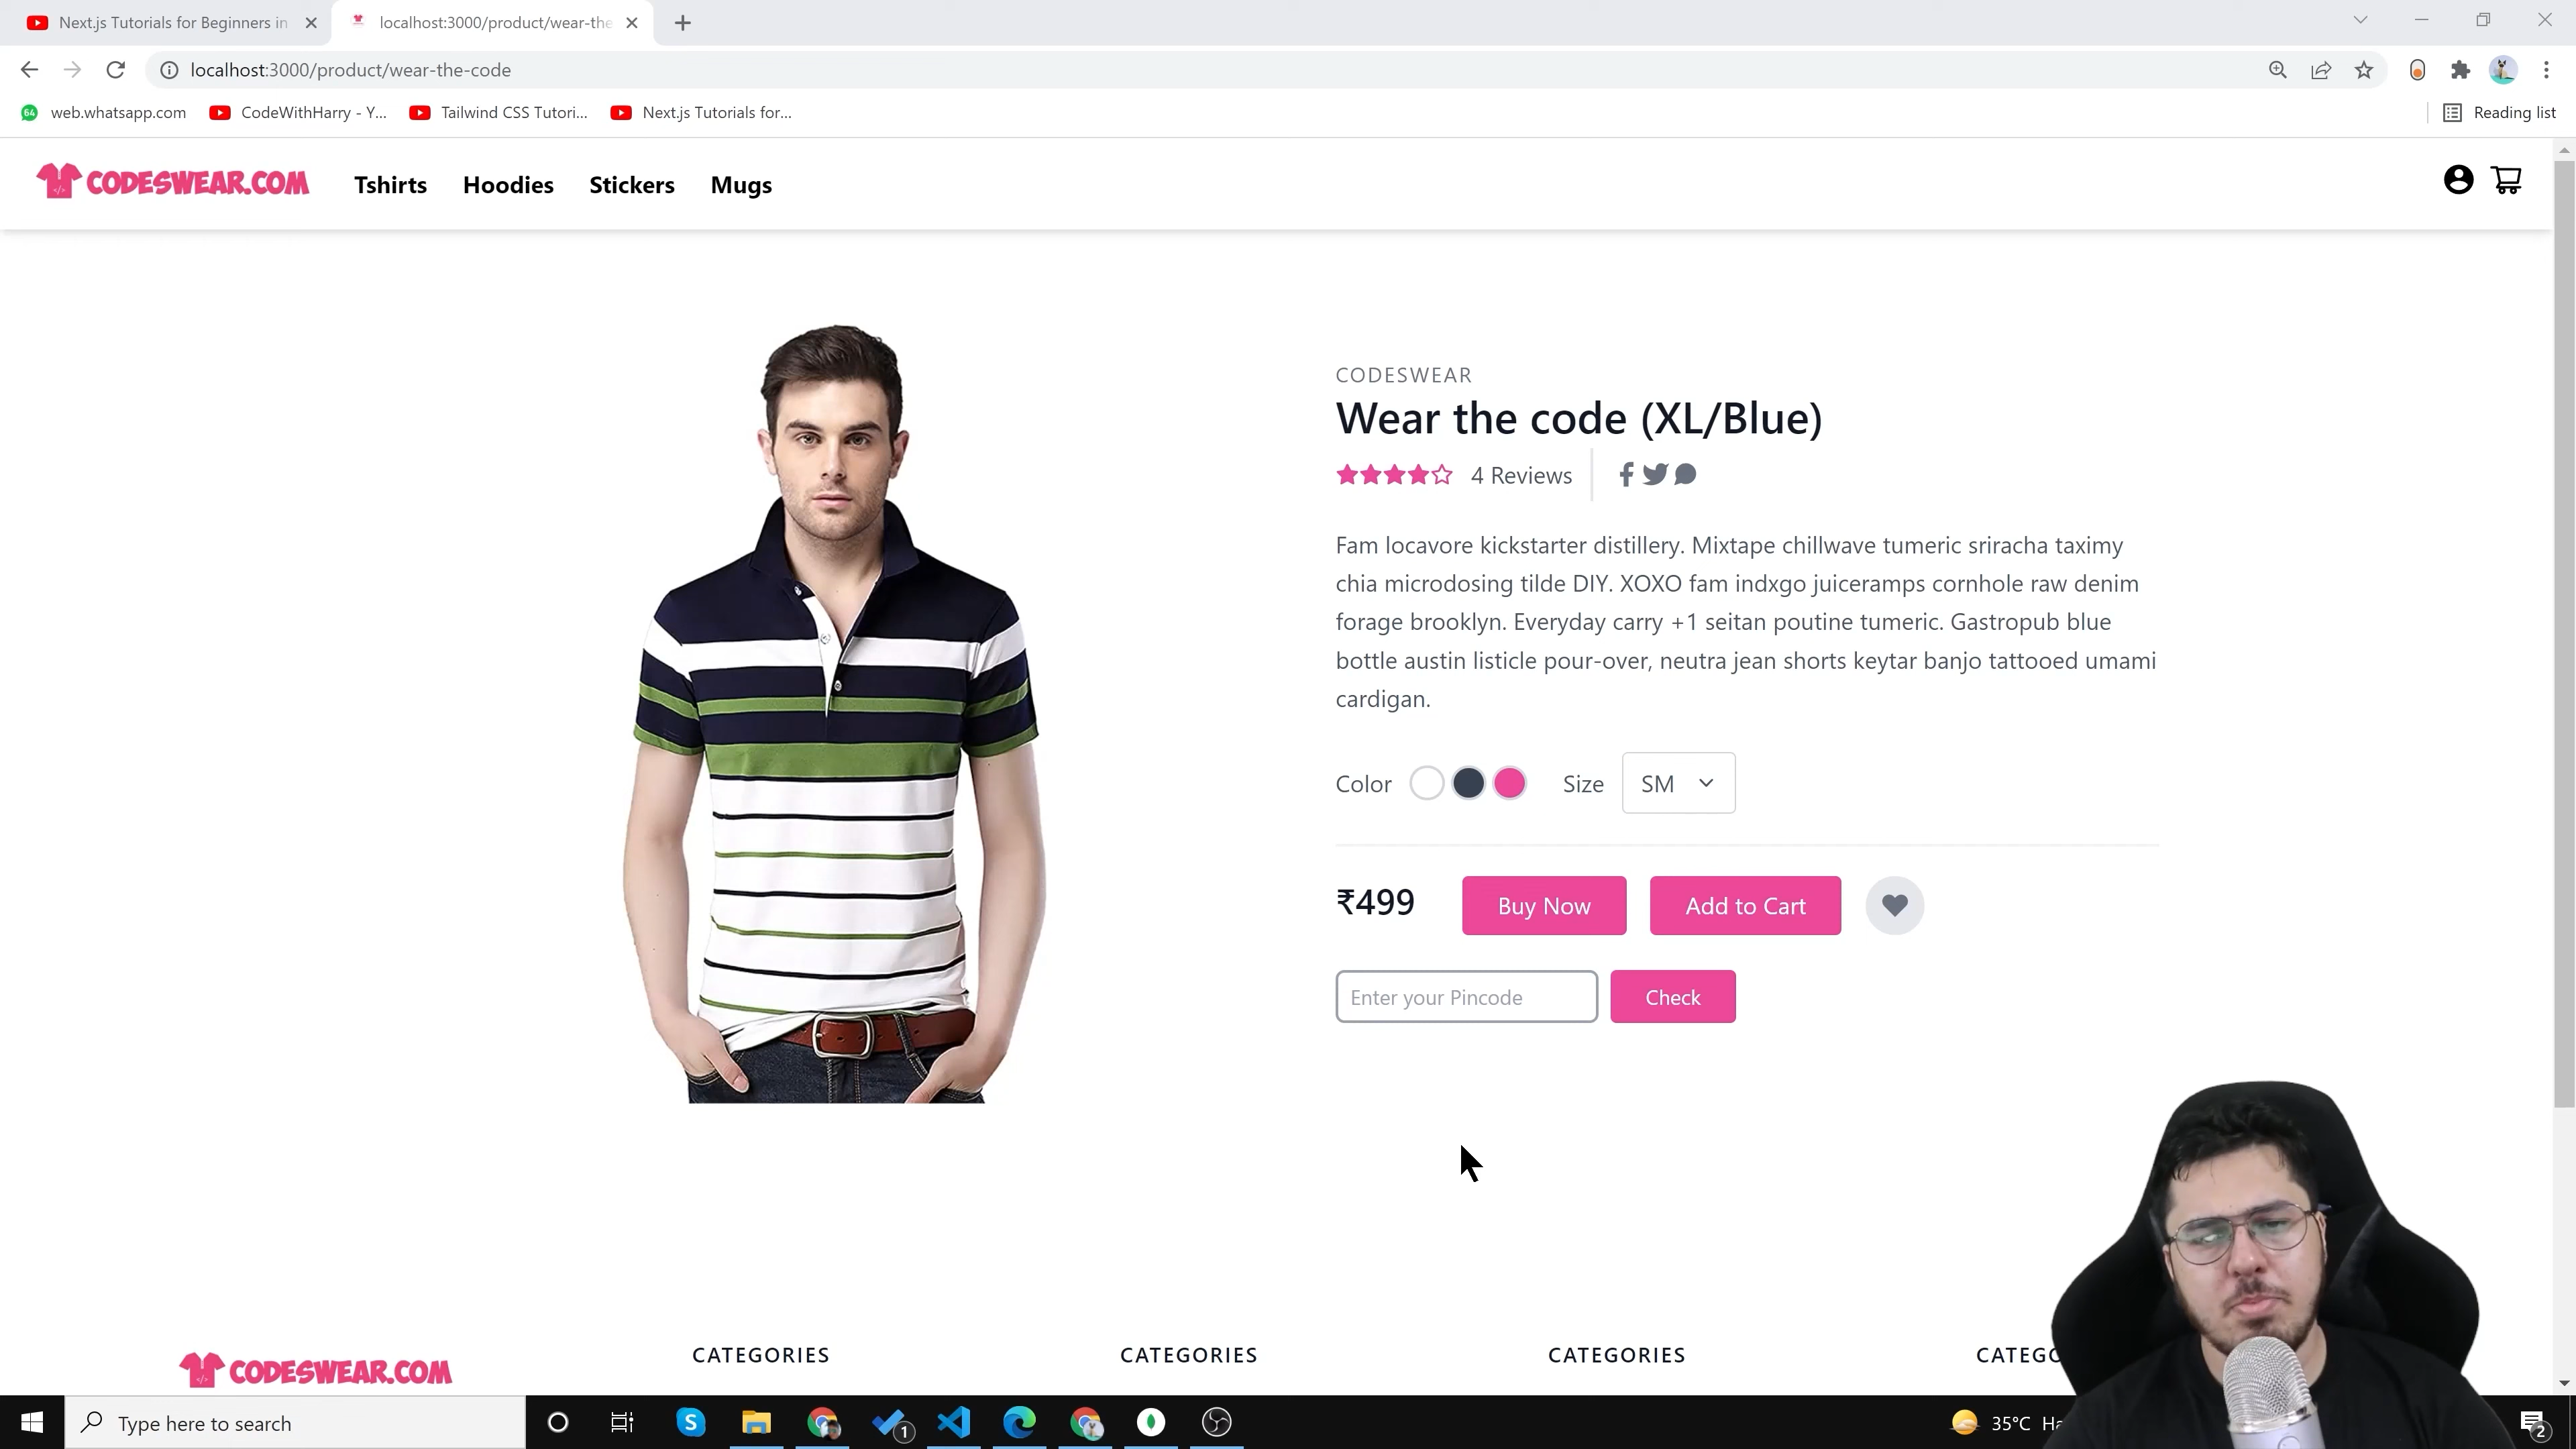 Next.js Tutorials for Beginners in
localhost:3000/product/wear-the
localhost:3000/product/wear-the-code
web.whatsapp.com
CodeWithHarry - Y...
Tailwind CSS Tutori...
Next.js Tutorials for...
Reading list
CODESWEAR.COM
Tshirts
Hoodies
Stickers
Mugs
CODESWEAR
Wear the code (XL/Blue)
4 Reviews
Fam locavore kickstarter distillery. Mixtape chillwave tumeric sriracha taximy
chia microdosing tilde DIY. XOXO fam indxgo juiceramps cornhole raw denim
forage brooklyn. Everyday carry +1 seitan poutine tumeric. Gastropub blue
bottle austin listicle pour-over, neutra jean shorts keytar banjo tattooed umami
cardigan.
Color
Size
SM
₹499
Buy Now
Add to Cart
Enter your Pincode
Check
CODESWEAR.COM
CATEGORIES
CATEGORIES
CATEGORIES
CATEGO
Type here to search
1
35°C
2